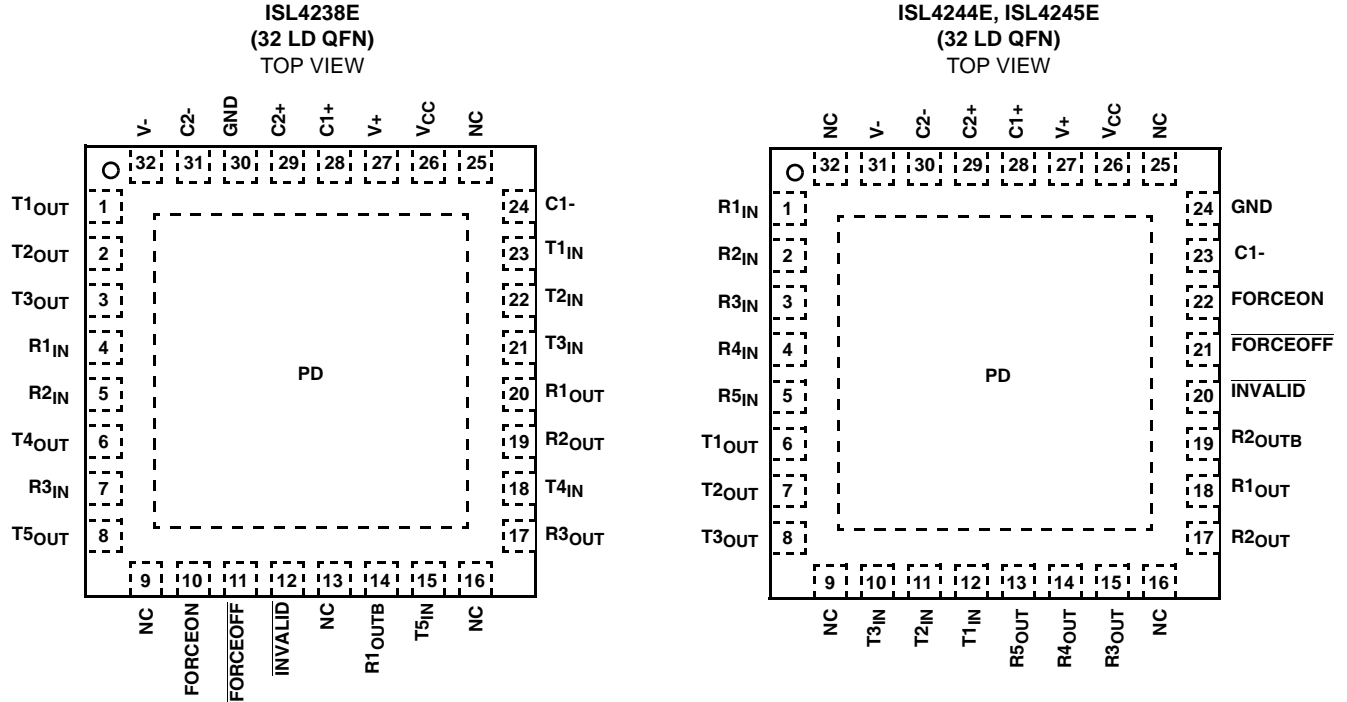 ISL4238E
(32 LD QFN)
TOP VIEW
V-
C2-
GND
C2+
C1+
V+
VCC
NC
32
31
30
29
28
27
26
25
T1OUT 1
T2OUT 2
T3OUT 3
R1IN 4
R2IN 5
T4OUT 6
R3IN 7
T5OUT 8
PD
24 C1-
23 T1IN
22 T2IN
21 T3IN
20 R1OUT
19 R2OUT
18 T4IN
17 R3OUT
9
10
11
12
13
14
15
16
NC
FORCEON
FORCEOFF
INVALID
NC
R1OUTB
T5IN
NC
ISL4244E, ISL4245E
(32 LD QFN)
TOP VIEW
NC
V-
C2-
C2+
C1+
V+
VCC
NC
32
31
30
29
28
27
26
25
R1IN 1
R2IN 2
R3IN 3
R4IN 4
R5IN 5
T1OUT 6
T2OUT 7
T3OUT 8
PD
24 GND
23 C1-
22 FORCEON
21 FORCEOFF
20 INVALID
19 R2OUTB
18 R1OUT
17 R2OUT
9
10
11
12
13
14
15
16
NC
T3IN
T2IN
T1IN
R5OUT
R4OUT
R3OUT
NC